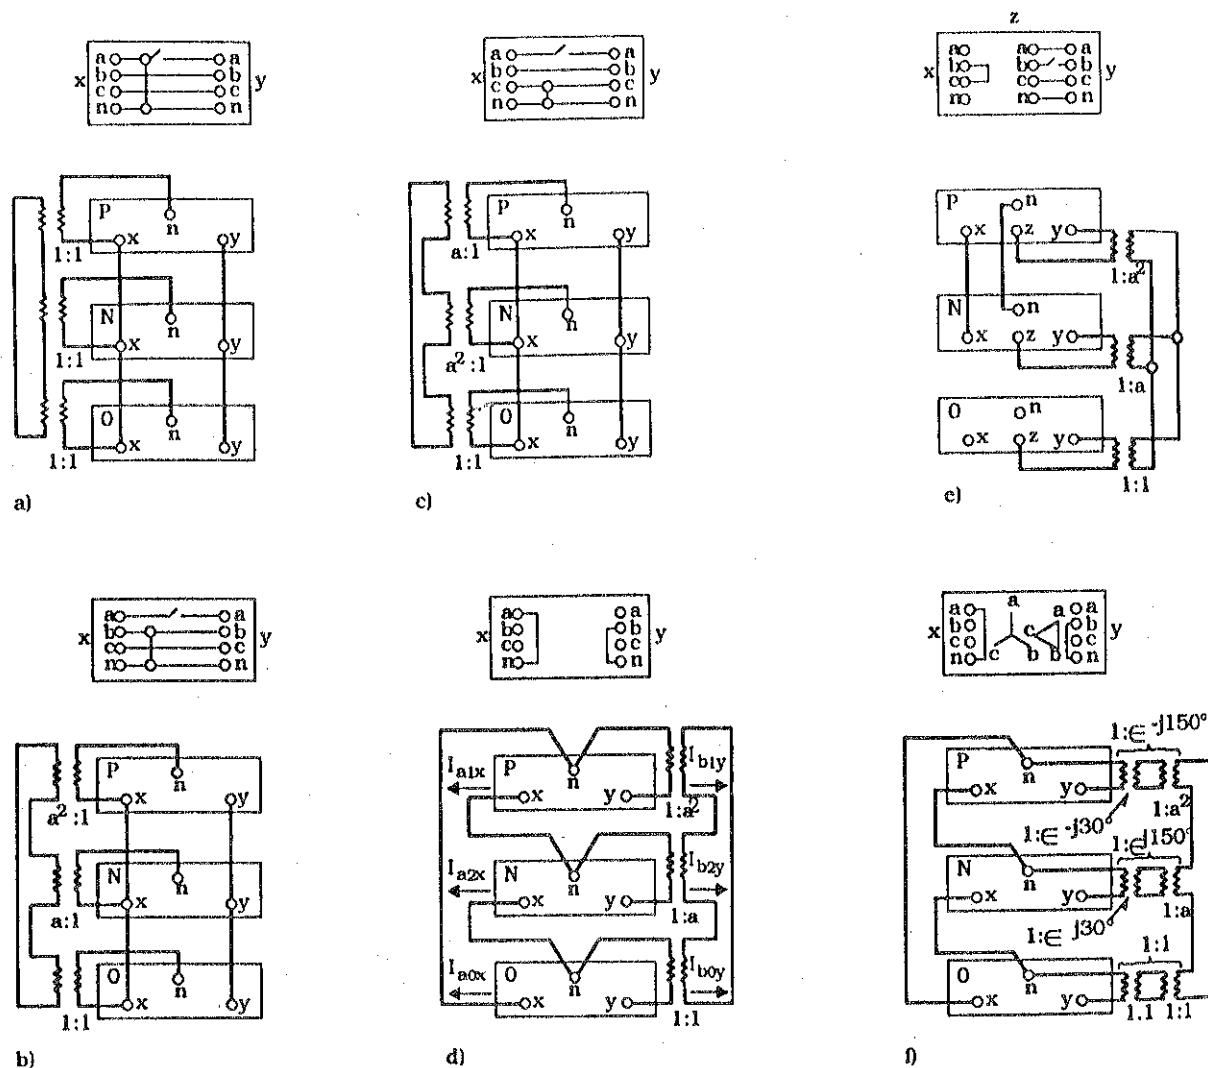 z
a a
b b
x c c y
n n
a a
b b
x c c y
n n
a a a
b b b
x c c c y
n n n
P n
x y
1:1
N n
x y
1:1
0 n
x y
1:1
a)
P n
x y
a:1
N n
x y
a²:1
0 n
x y
1:1
c)
P n
x z y
1:a²
N n
x z y
1:a
0 n
x z y
1:1
e)
a a
b b
x c c y
n n
a a
b b
x c c y
n n
a a a a
b b
x c c c y
n c b b n
P n
x y
a²:1
N n
x y
a:1
0 n
x y
1:1
b)
I a1x P n I b1y
x y
1:a²
I a2x N n I b2y
x y
1:a
I a0x 0 n I b0y
x y
1:1
d)
1:∈ -j150°
P n
x y
1:a²
1:∈ -j30°
1:∈ j150°
N n
x y
1:a
1:∈ j30°
1:1
0 n
x y
1.1 1:1
f)